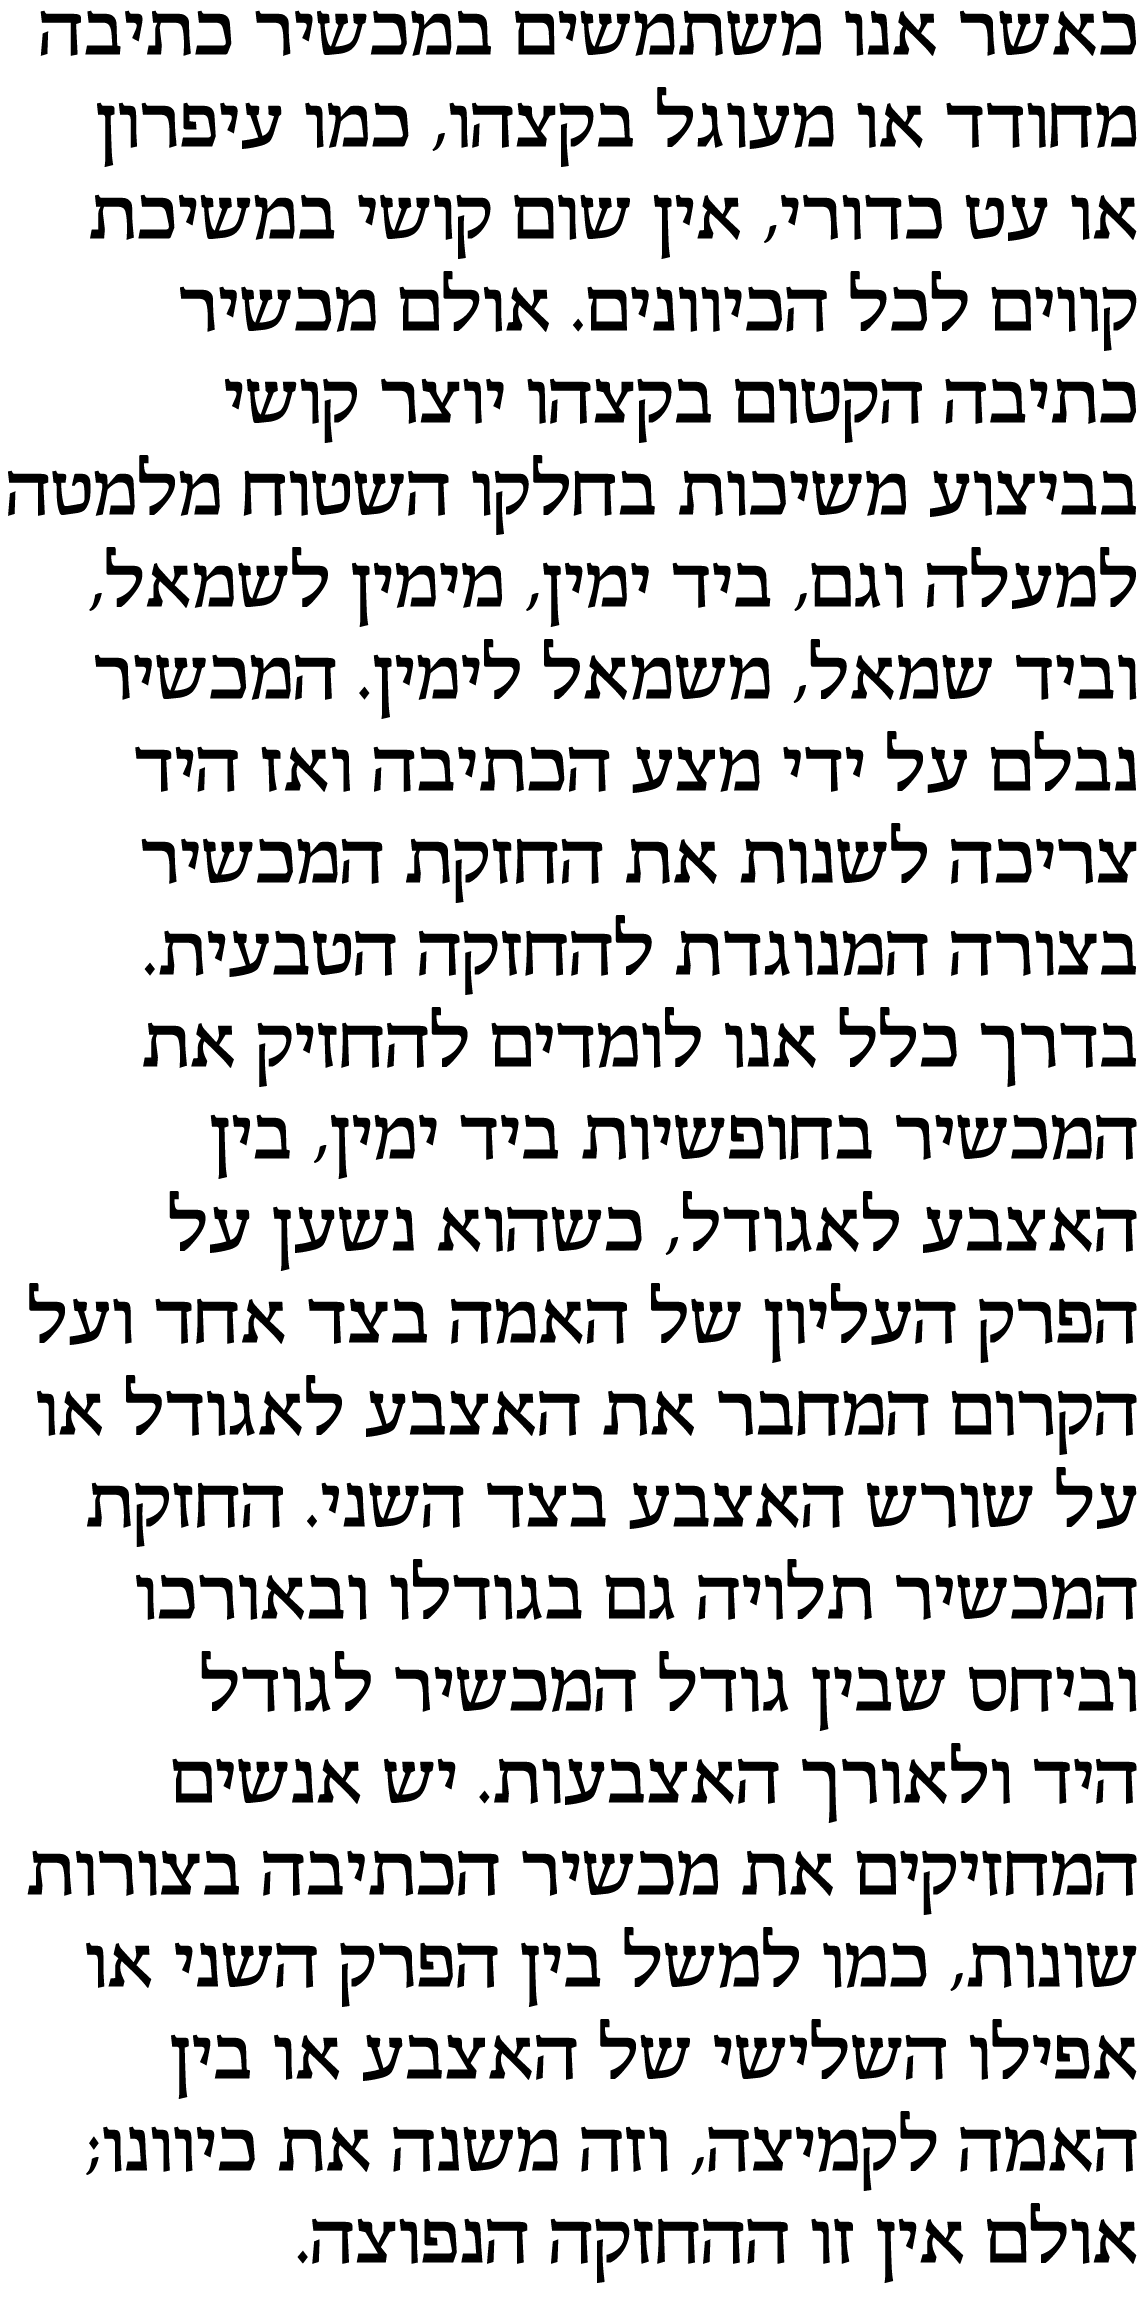 כאשר אנו משתמשים במכשיר כתיבה
מחודד או מעוגל בקצהו, כמו עיפרון
או עט כדורי, אין שום קושי במשיכת
קווים לכל הכיוונים. אולם מכשיר
כתיבה הקטום בקצהו יוצר קושי
בביצוע משיכות בחלקו השטוח מלמטה
למעלה וגם, ביד ימין, מימין לשמאל,
וביד שמאל, משמאל לימין. המכשיר
נבלם על ידי מצע הכתיבה ואז היד
צריכה לשנות את החזקת המכשיר
בצורה המנוגדת להחזקה הטבעית.
בדרך כלל אנו לומדים להחזיק את
המכשיר בחופשיות ביד ימין, בין
האצבע לאגודל, כשהוא נשען על
הפרק העליון של האמה בצד אחד ועל
הקרום המחבר את האצבע לאגודל או
על שורש האצבע בצד השני. החזקת
המכשיר תלויה גם בגודלו ובאורכו
וביחס שבין גודל המכשיר לגודל
היד ולאורך האצבעות. יש אנשים
המחזיקים את מכשיר הכתיבה בצורות
שונות, כמו למשל בין הפרק השני או
אפילו השלישי של האצבע או בין
האמה לקמיצה, וזה משנה את כיוונו;
אולם אין זו ההחזקה הנפוצה.